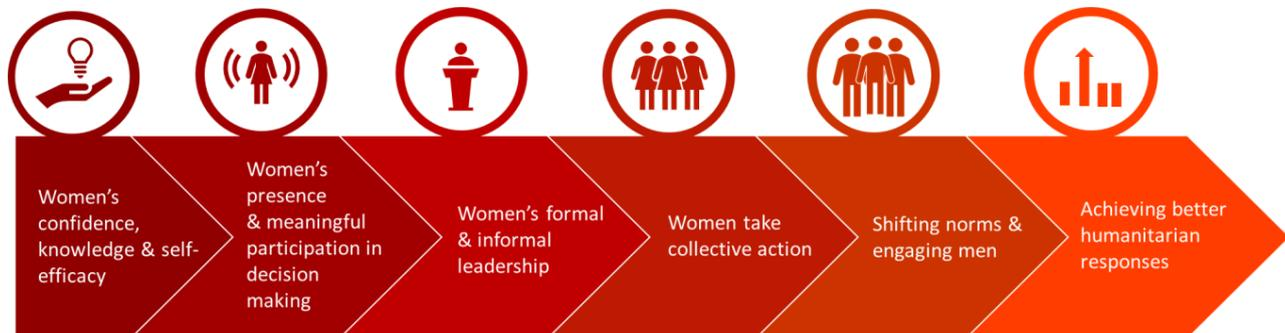 Women’s
confidence,
knowledge & self-
efficacy
Women’s
presence
& meaningful
participation in
decision
making
Women’s formal
& informal
leadership
Women take
collective action
Shifting norms &
engaging men
Achieving better
humanitarian
responses